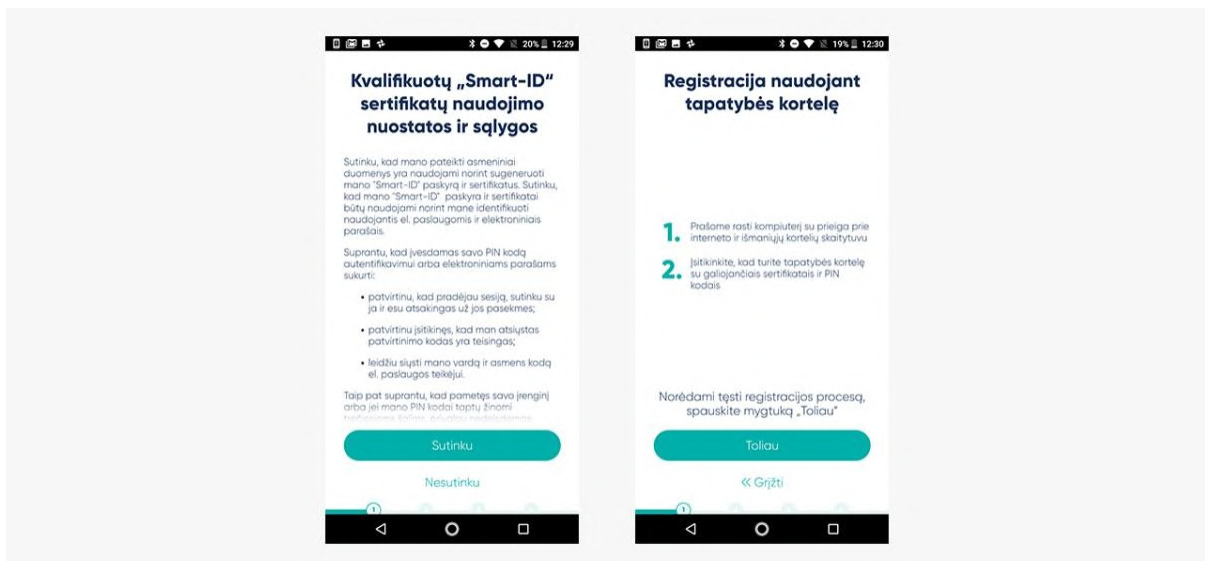 20% 12:29
Kvalifikuotų „Smart-ID“
sertifikatų naudojimo
nuostatos ir sąlygos
Sutinku, kad mano pateikti asmeniniai
duomenys yra naudojami norint sugeneruoti
mano "Smart-ID" paskyrą ir sertifikatus. Sutinku,
kad mano "Smart-ID" paskyra ir sertifikatai
būtų naudojami norint mane identifikuoti
naudojantis el. paslaugomis ir elektroniniais
parašais.
Suprantu, kad įvesdamas savo PIN kodą
autentifikavimui arba elektroniniams parašams
sukurti:
• patvirtinu, kad pradėjau sesiją, sutinku su
ja ir esu atsakingas už jos pasekmes;
• patvirtinu įsitikinęs, kad man atsiųstas
patvirtinimo kodas yra teisingas;
• leidžiu siųsti mano vardą ir asmens kodą
el. paslaugos teikėjui.
Taip pat suprantu, kad pametęs savo įrenginį
arba jei mano PIN kodai taptų žinomi
Sutinku
Nesutinku
1
19% 12:30
Registracija naudojant
tapatybės kortelę
1. Prašome rasti kompiuterį su prieiga prie
interneto ir išmaniųjų kortelių skaitytuvu
2. Įsitikinkite, kad turite tapatybės kortelę
su galiojančiais sertifikatais ir PIN
kodais
Norėdami tęsti registracijos procesą,
spauskite mygtuką „Toliau“
Toliau
« Grįžti
1